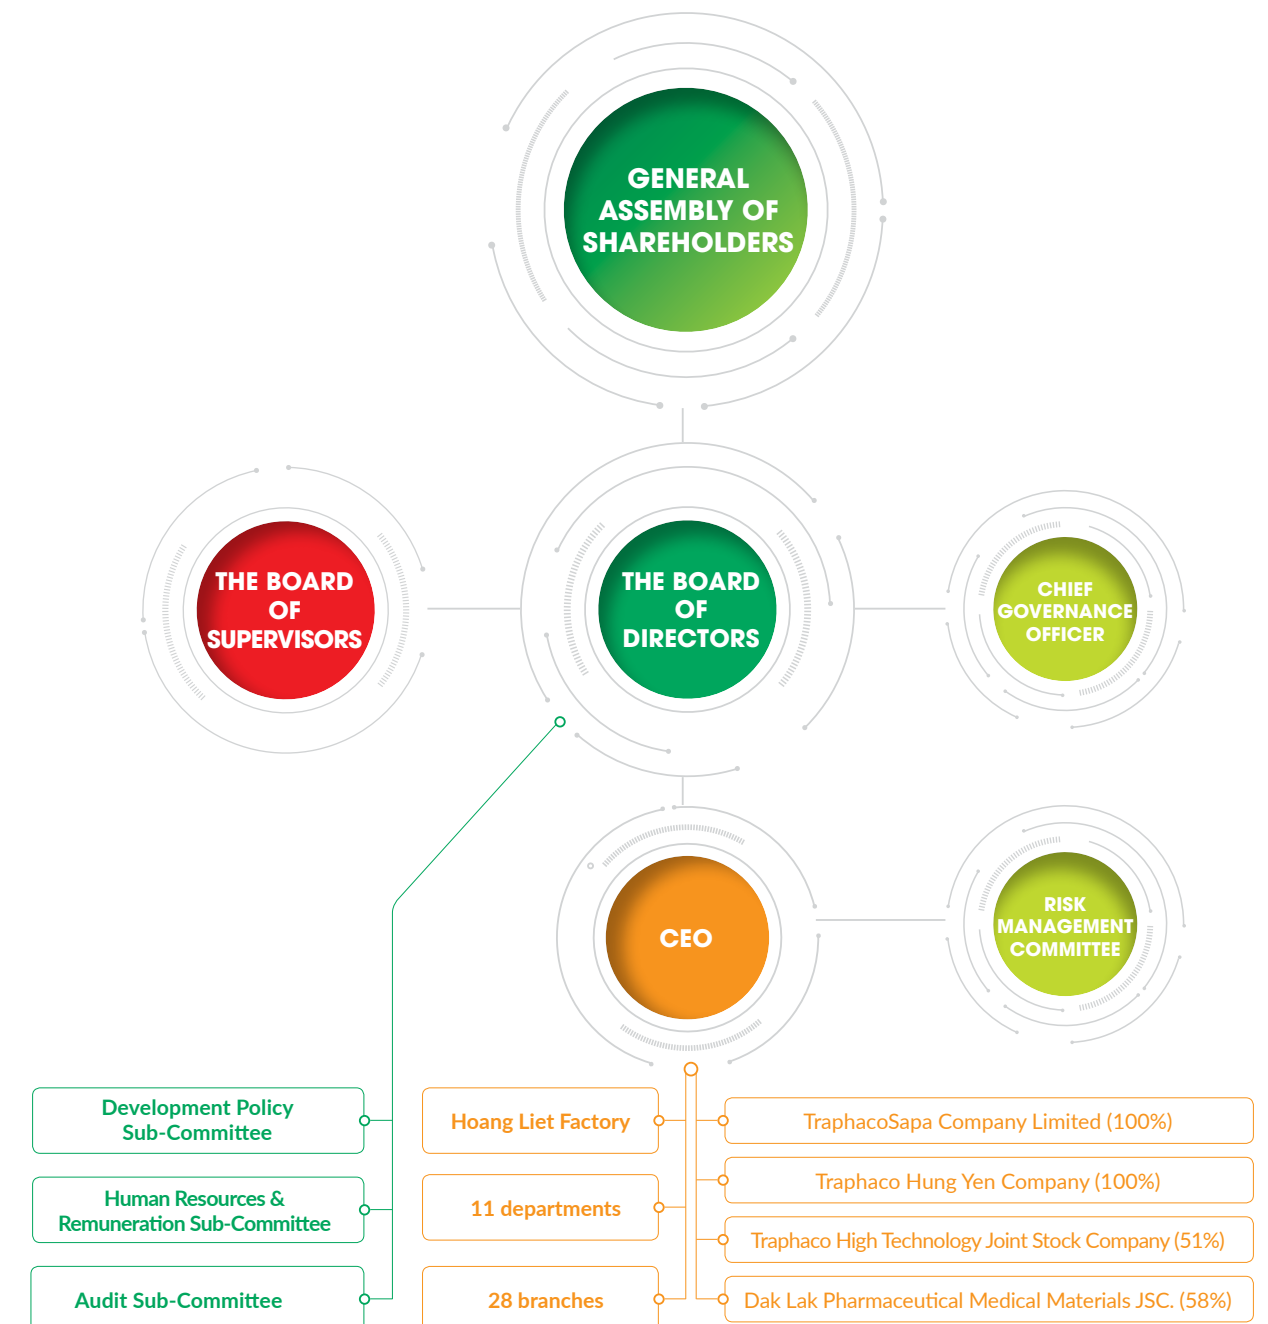 GENERAL
ASSEMBLY OF
SHAREHOLDERS
THE BOARD
OF
SUPERVISORS
THE BOARD
OF
DIRECTORS
CHIEF
GOVERNANCE
OFFICER
CEO
RISK
MANAGEMENT
COMMITTEE
Development Policy
Sub-Committee
Human Resources &
Remuneration Sub-Committee
Audit Sub-Committee
Hoang Liet Factory
11 departments
28 branches
TraphacoSapa Company Limited (100%)
Traphaco Hung Yen Company (100%)
Traphaco High Technology Joint Stock Company (51%)
Dak Lak Pharmaceutical Medical Materials JSC. (58%)